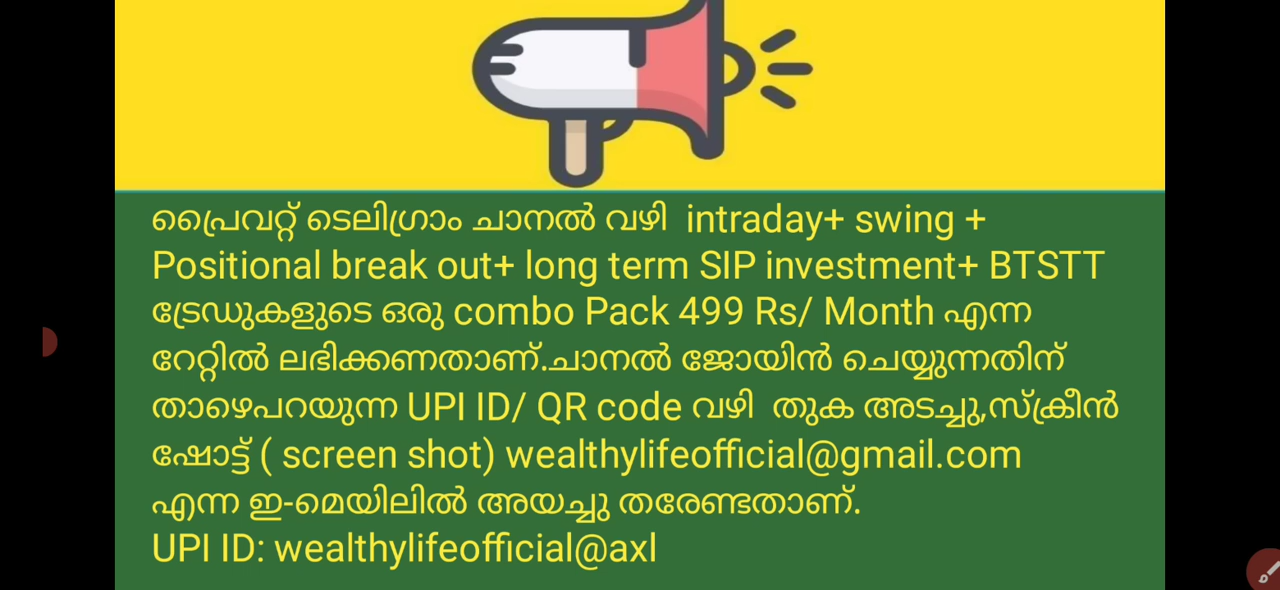 പ്രൈവറ്റ് ടെലിഗ്രാം ചാനൽ വഴി intraday+ swing +
Positional break out+ long term SIP investment+ BTSTT
ട്രേഡുകളുടെ ഒരു combo Pack 499 Rs/ Month എന്ന
റേറ്റിൽ ലഭിക്കണതാണ്.ചാനൽ ജോയിൻ ചെയ്യുന്നതിന്
താഴെപറയുന്ന UPI ID/ QR code വഴി തുക അടച്ചു,സ്ക്രീൻ
ഷോട്ട് ( screen shot) wealthylifeofficial@gmail.com
എന്ന ഇ-മെയിലിൽ അയച്ചു തരേണ്ടതാണ്.
UPI ID: wealthylifeofficial@axl